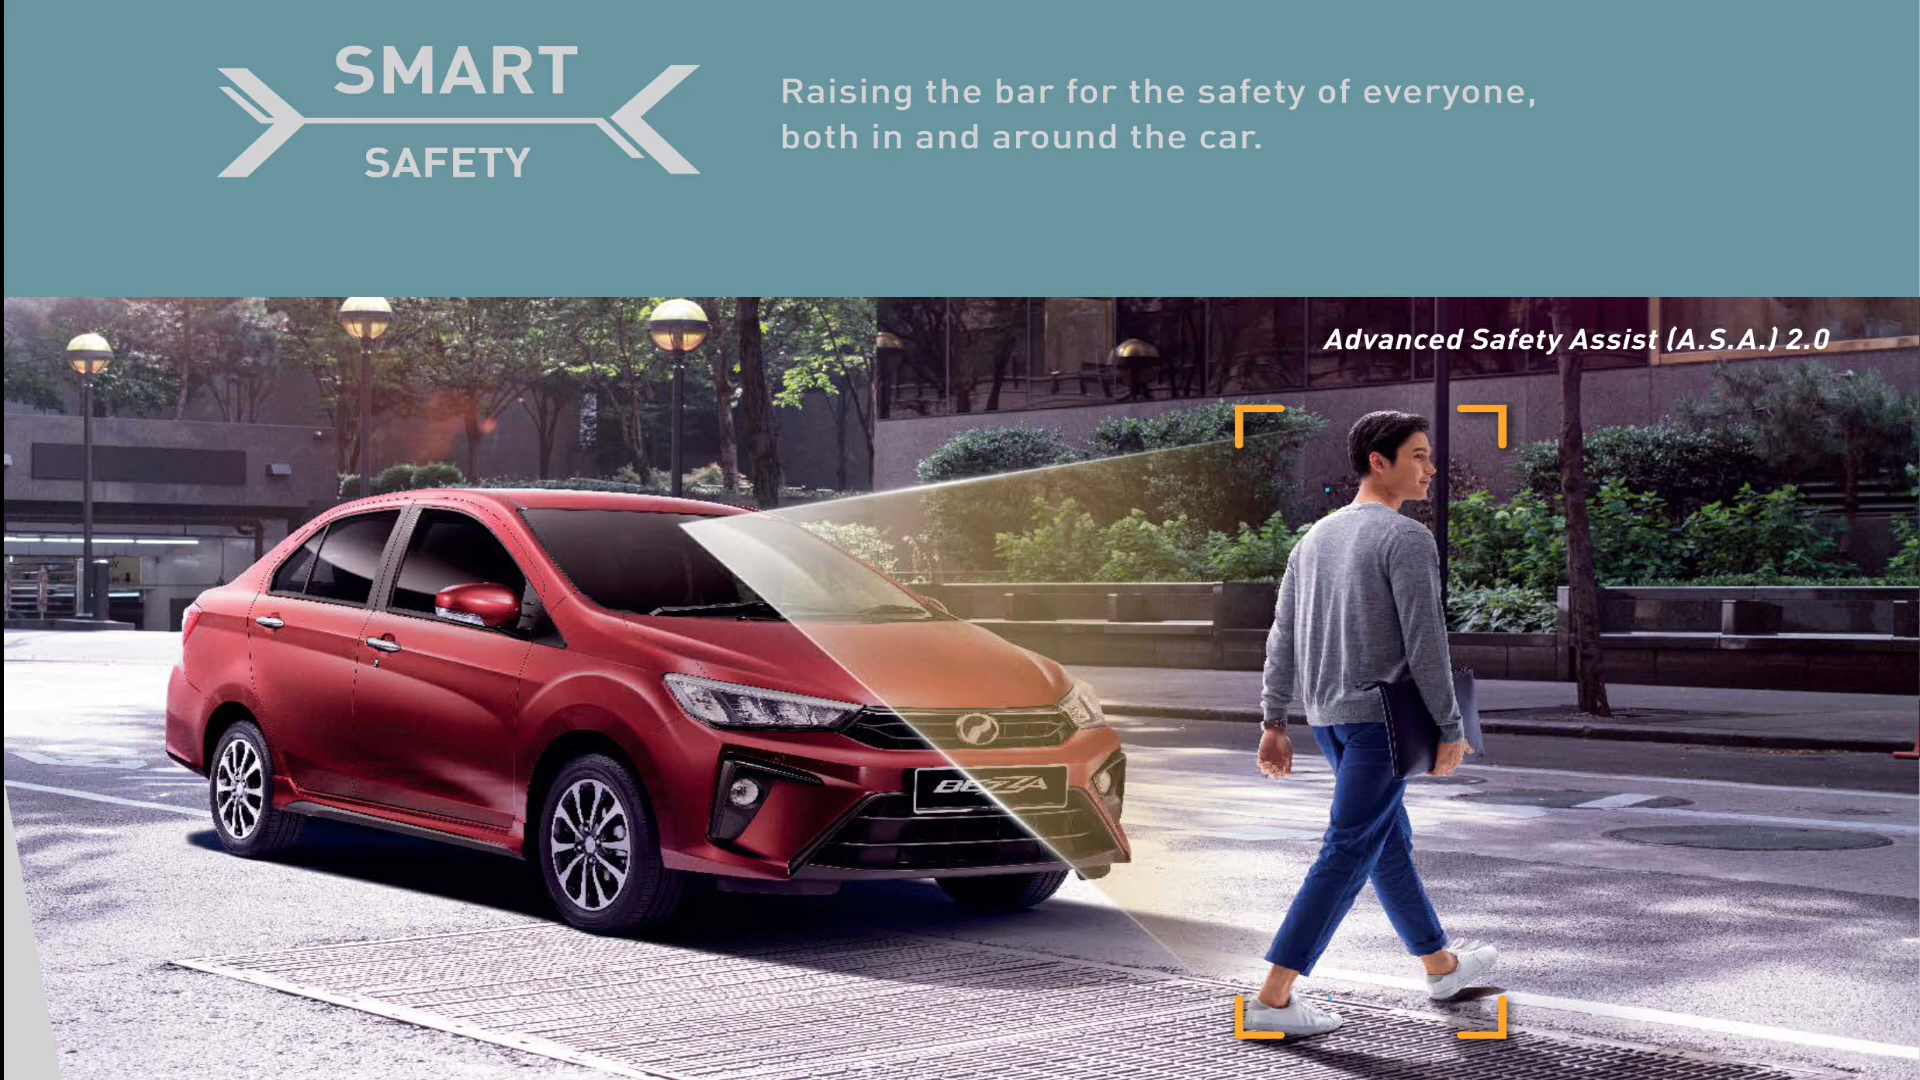 SMART
SAFETY
Raising the bar for the safety of everyone,
both in and around the car.
Advanced Safety Assist (A.S.A.) 2.0
BEZZA